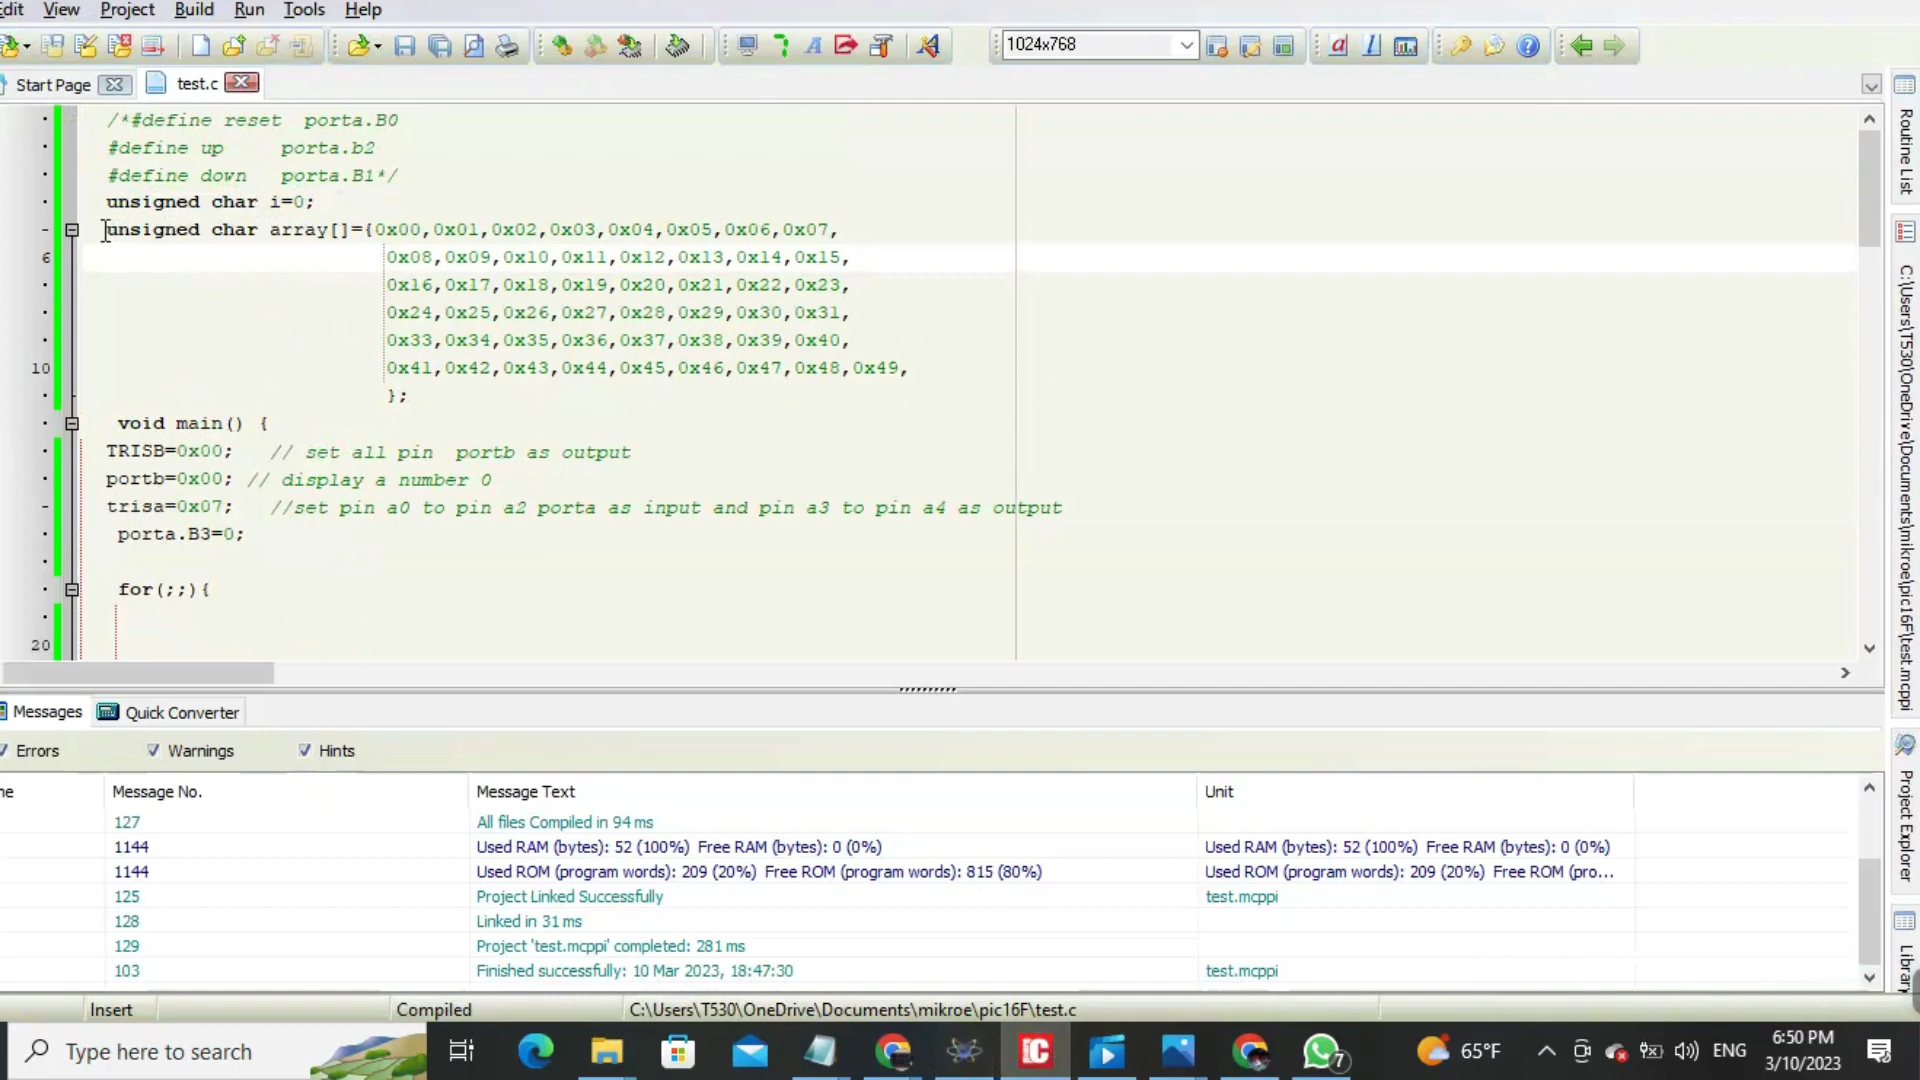 Edit View Project Build Run Tools Help
1024x768
Start Page test.c
/*#define reset  porta.B0
#define up     porta.b2
#define down   porta.B1*/
unsigned char i=0;
unsigned char array[]={0x00,0x01,0x02,0x03,0x04,0x05,0x06,0x07,
6 0x08,0x09,0x10,0x11,0x12,0x13,0x14,0x15,
0x16,0x17,0x18,0x19,0x20,0x21,0x22,0x23,
0x24,0x25,0x26,0x27,0x28,0x29,0x30,0x31,
0x33,0x34,0x35,0x36,0x37,0x38,0x39,0x40,
10 0x41,0x42,0x43,0x44,0x45,0x46,0x47,0x48,0x49,
};
void main() {
TRISB=0x00;   // set all pin  portb as output
portb=0x00; // display a number 0
trisa=0x07;   //set pin a0 to pin a2 porta as input and pin a3 to pin a4 as output
porta.B3=0;
for(;;){
20
Routine List
C:\Users\T530\OneDrive\Documents\mikroe\pic16F\test.mcppi
Project Explorer
Messages Quick Converter
Errors Warnings Hints
Message No. Message Text Unit
127 All files Compiled in 94 ms
1144 Used RAM (bytes): 52 (100%)  Free RAM (bytes): 0 (0%) Used RAM (bytes): 52 (100%)  Free RAM (bytes): 0 (0%)
1144 Used ROM (program words): 209 (20%)  Free ROM (program words): 815 (80%) Used ROM (program words): 209 (20%)  Free ROM (pro...
125 Project Linked Successfully test.mcppi
128 Linked in 31 ms
129 Project 'test.mcppi' completed: 281 ms
103 Finished successfully: 10 Mar 2023, 18:47:30 test.mcppi
Insert Compiled C:\Users\T530\OneDrive\Documents\mikroe\pic16F\test.c
Type here to search 7 65°F ENG 6:50 PM
3/10/2023